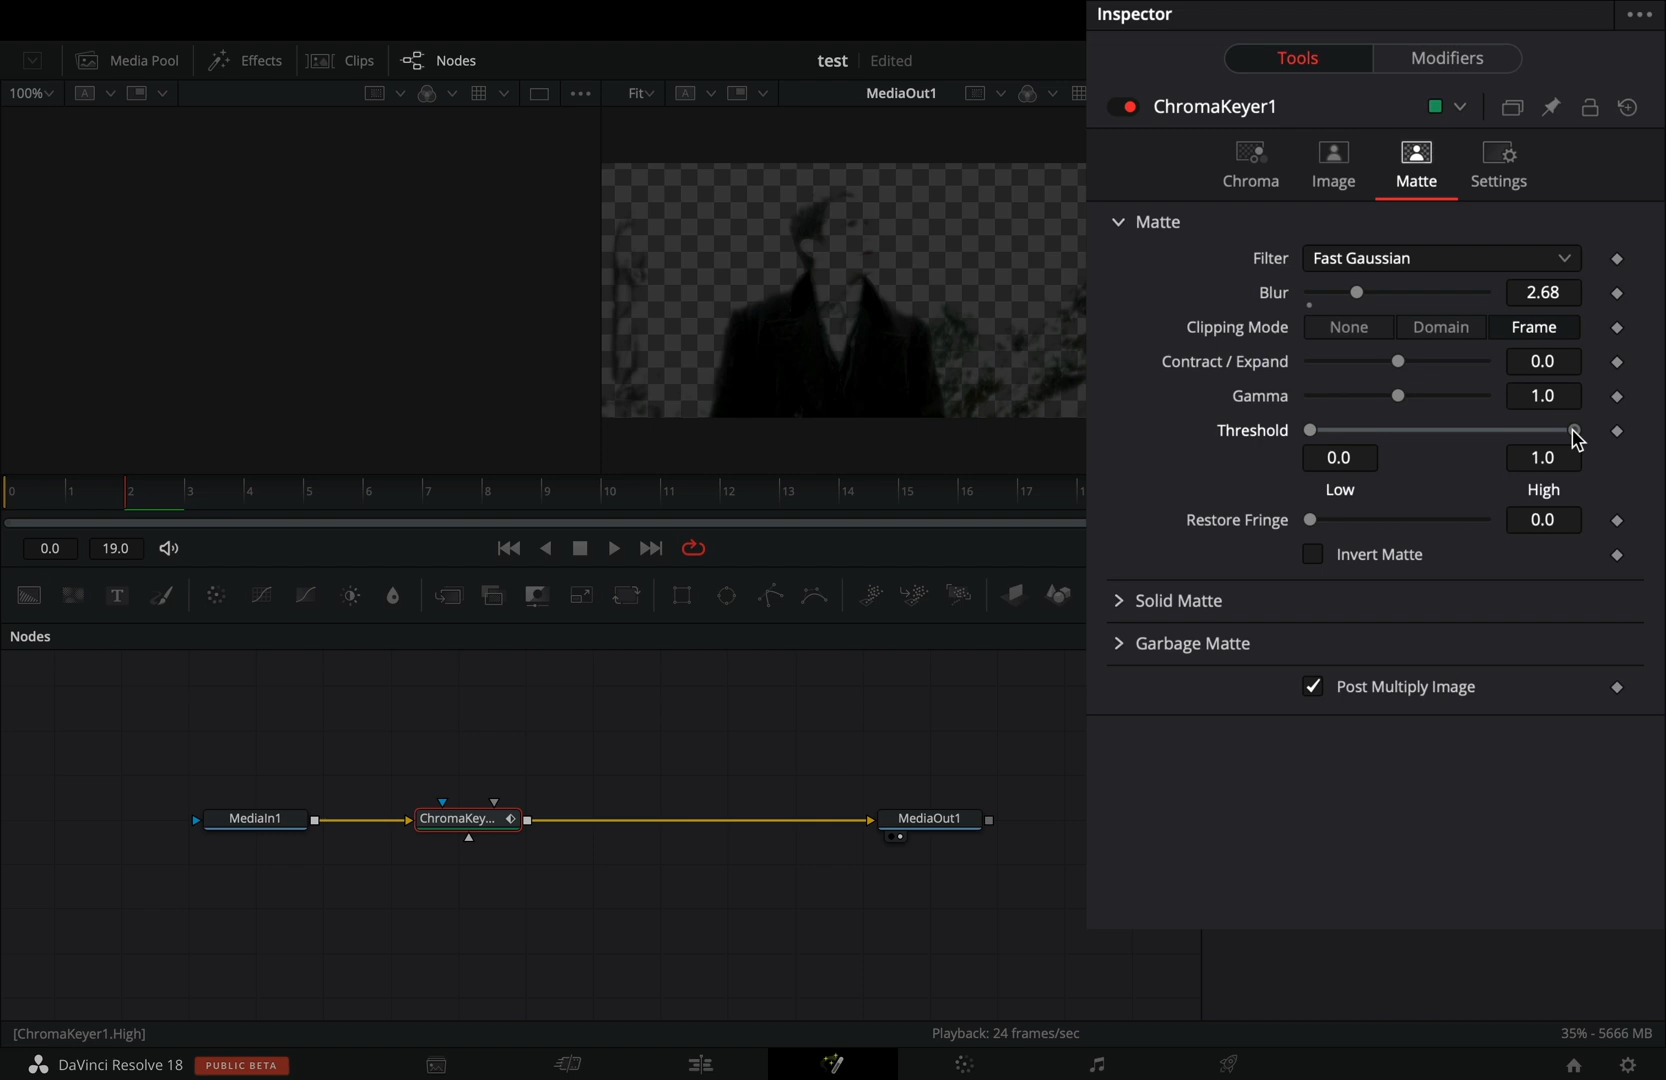 Inspector
Media Pool
Effects
Clips
Nodes
test
Edited
Tools
Modifiers
100%
A
Fit
A
MediaOut1
ChromaKeyer1
Chroma
Image
Matte
Settings
Matte
Filter
Fast Gaussian
Blur
2.68
Clipping Mode
None
Domain
Frame
Contract / Expand
0.0
Gamma
1.0
Threshold
0.0
1.0
Low
High
Restore Fringe
0.0
Invert Matte
Solid Matte
Garbage Matte
Post Multiply Image
0 1 2 3 4 5 6 7 8 9 10 11 12 13 14 15 16 17
0.0
19.0
T
Nodes
MediaIn1
ChromaKey...
MediaOut1
[ChromaKeyer1.High]
Playback: 24 frames/sec
35% - 5666 MB
DaVinci Resolve 18
PUBLIC BETA